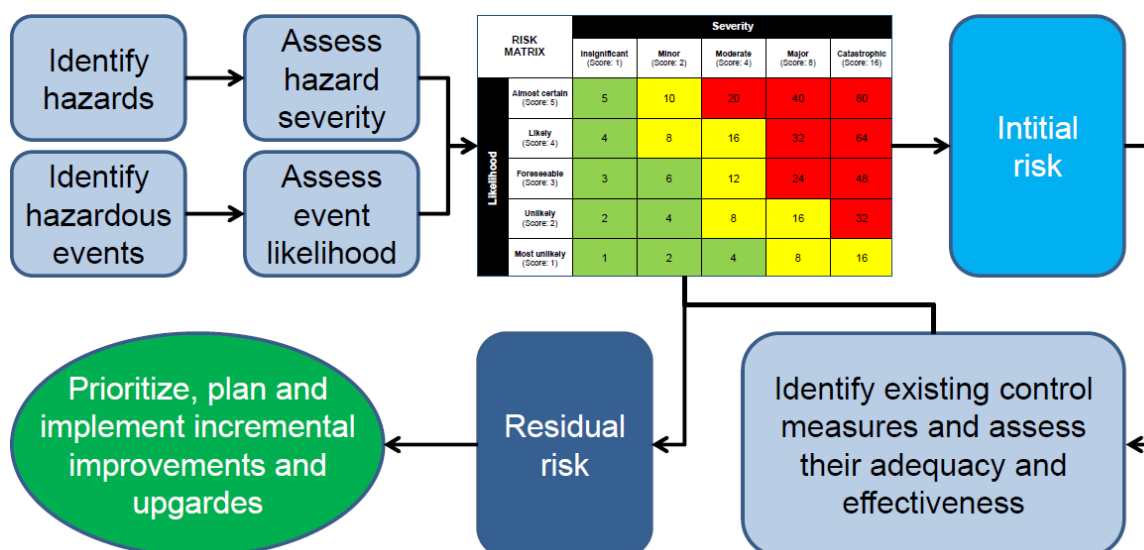 Identify
hazards
Assess
hazard
severity
Identify
hazardous
events
Assess
event
likelihood
RISK
MATRIX
Severity
Insignificant
(Score: 1)
Minor
(Score: 2)
Moderate
(Score: 4)
Major
(Score: 8)
Catastrophic
(Score: 16)
Likelihood
Almost certain
(Score: 5)
5 10 20 40 80
Likely
(Score: 4)
4 8 16 32 64
Foreseeable
(Score: 3)
3 6 12 24 48
Unlikely
(Score: 2)
2 4 8 16 32
Most unlikely
(Score: 1)
1 2 4 8 16
Intitial
risk
Prioritize, plan and
implement incremental
improvements and
upgardes
Residual
risk
Identify existing control
measures and assess
their adequacy and
effectiveness